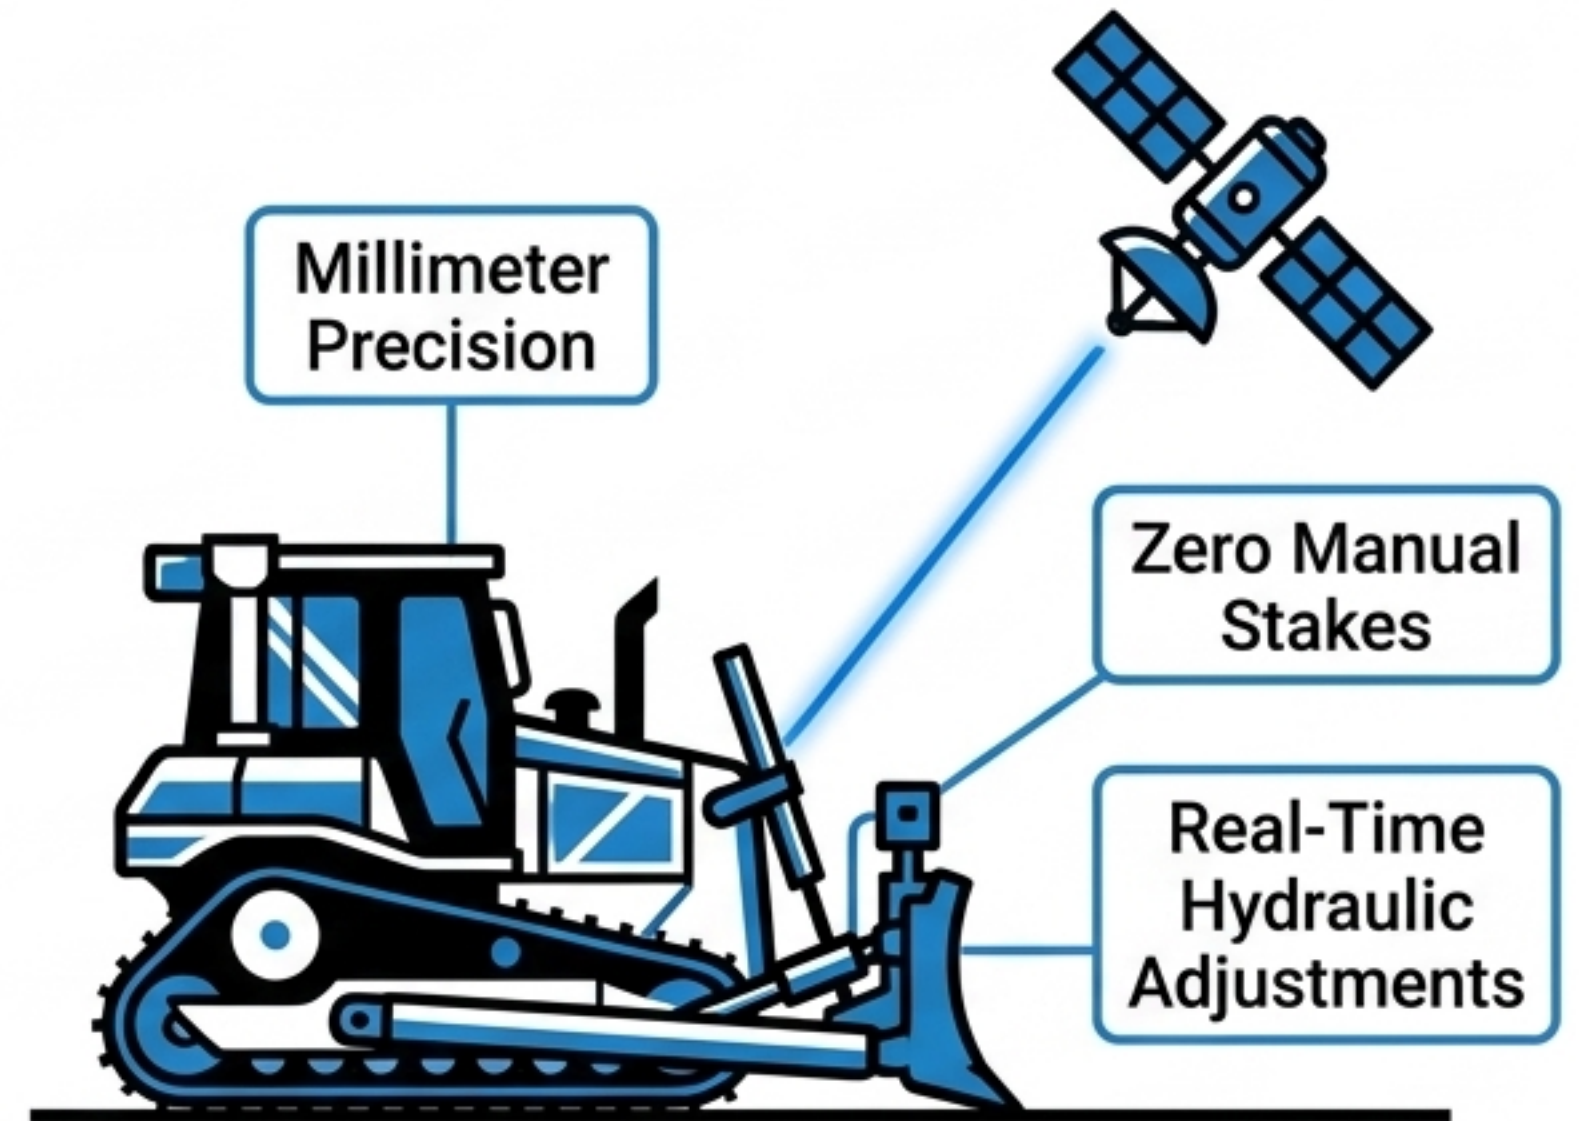 Millimeter
Precision
Zero Manual
Stakes
Real-Time
Hydraulic
Adjustments